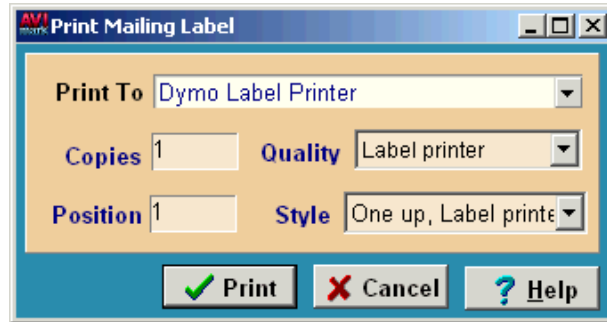 AVImark Print Mailing Label
Print To Dymo Label Printer
Copies 1 Quality Label printer
Position 1 Style One up, Label printe
Print Cancel ? Help